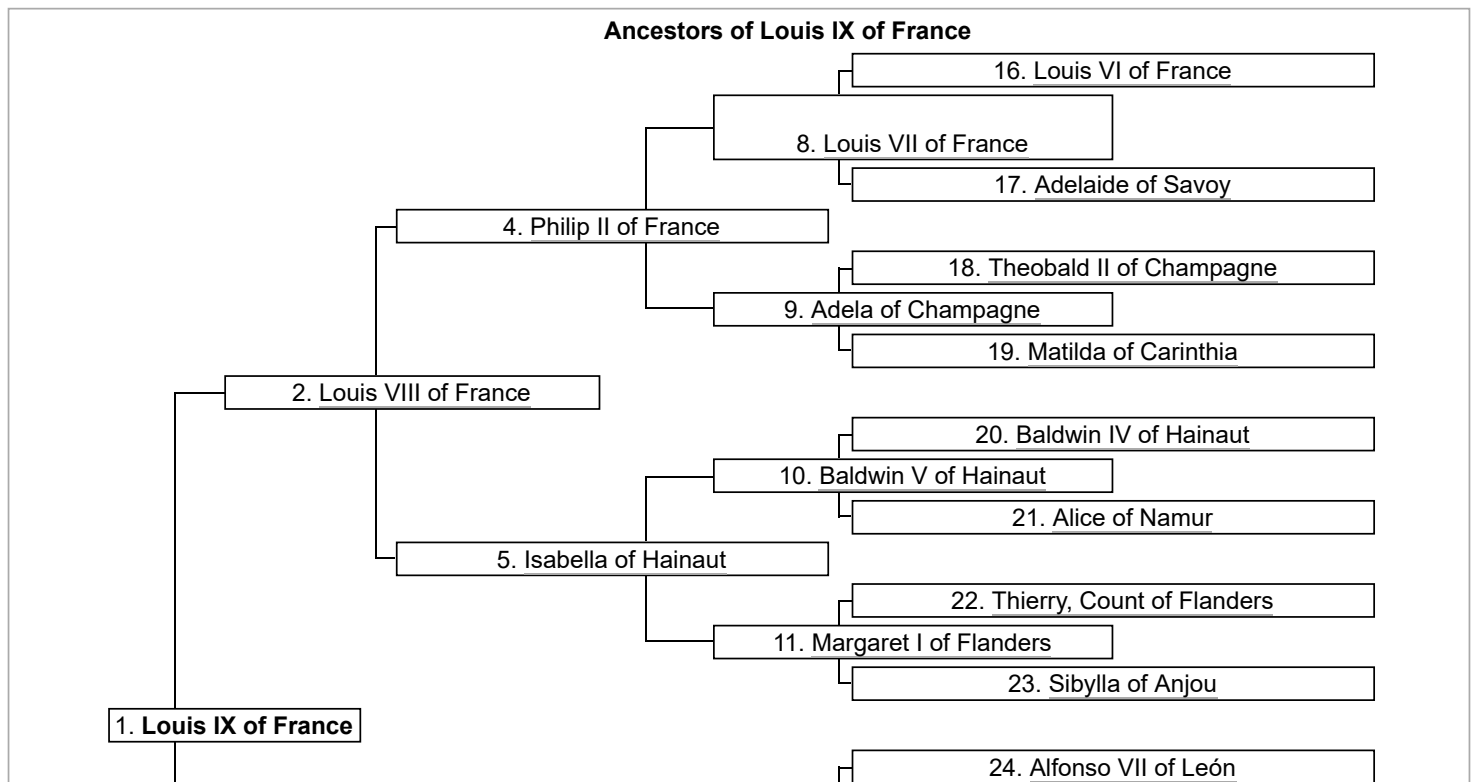 Ancestors of Louis IX of France
16. Louis VI of France
8. Louis VII of France
17. Adelaide of Savoy
4. Philip II of France
18. Theobald II of Champagne
9. Adela of Champagne
19. Matilda of Carinthia
2. Louis VIII of France
20. Baldwin IV of Hainaut
10. Baldwin V of Hainaut
21. Alice of Namur
5. Isabella of Hainaut
22. Thierry, Count of Flanders
11. Margaret I of Flanders
23. Sibylla of Anjou
1. Louis IX of France
24. Alfonso VII of León